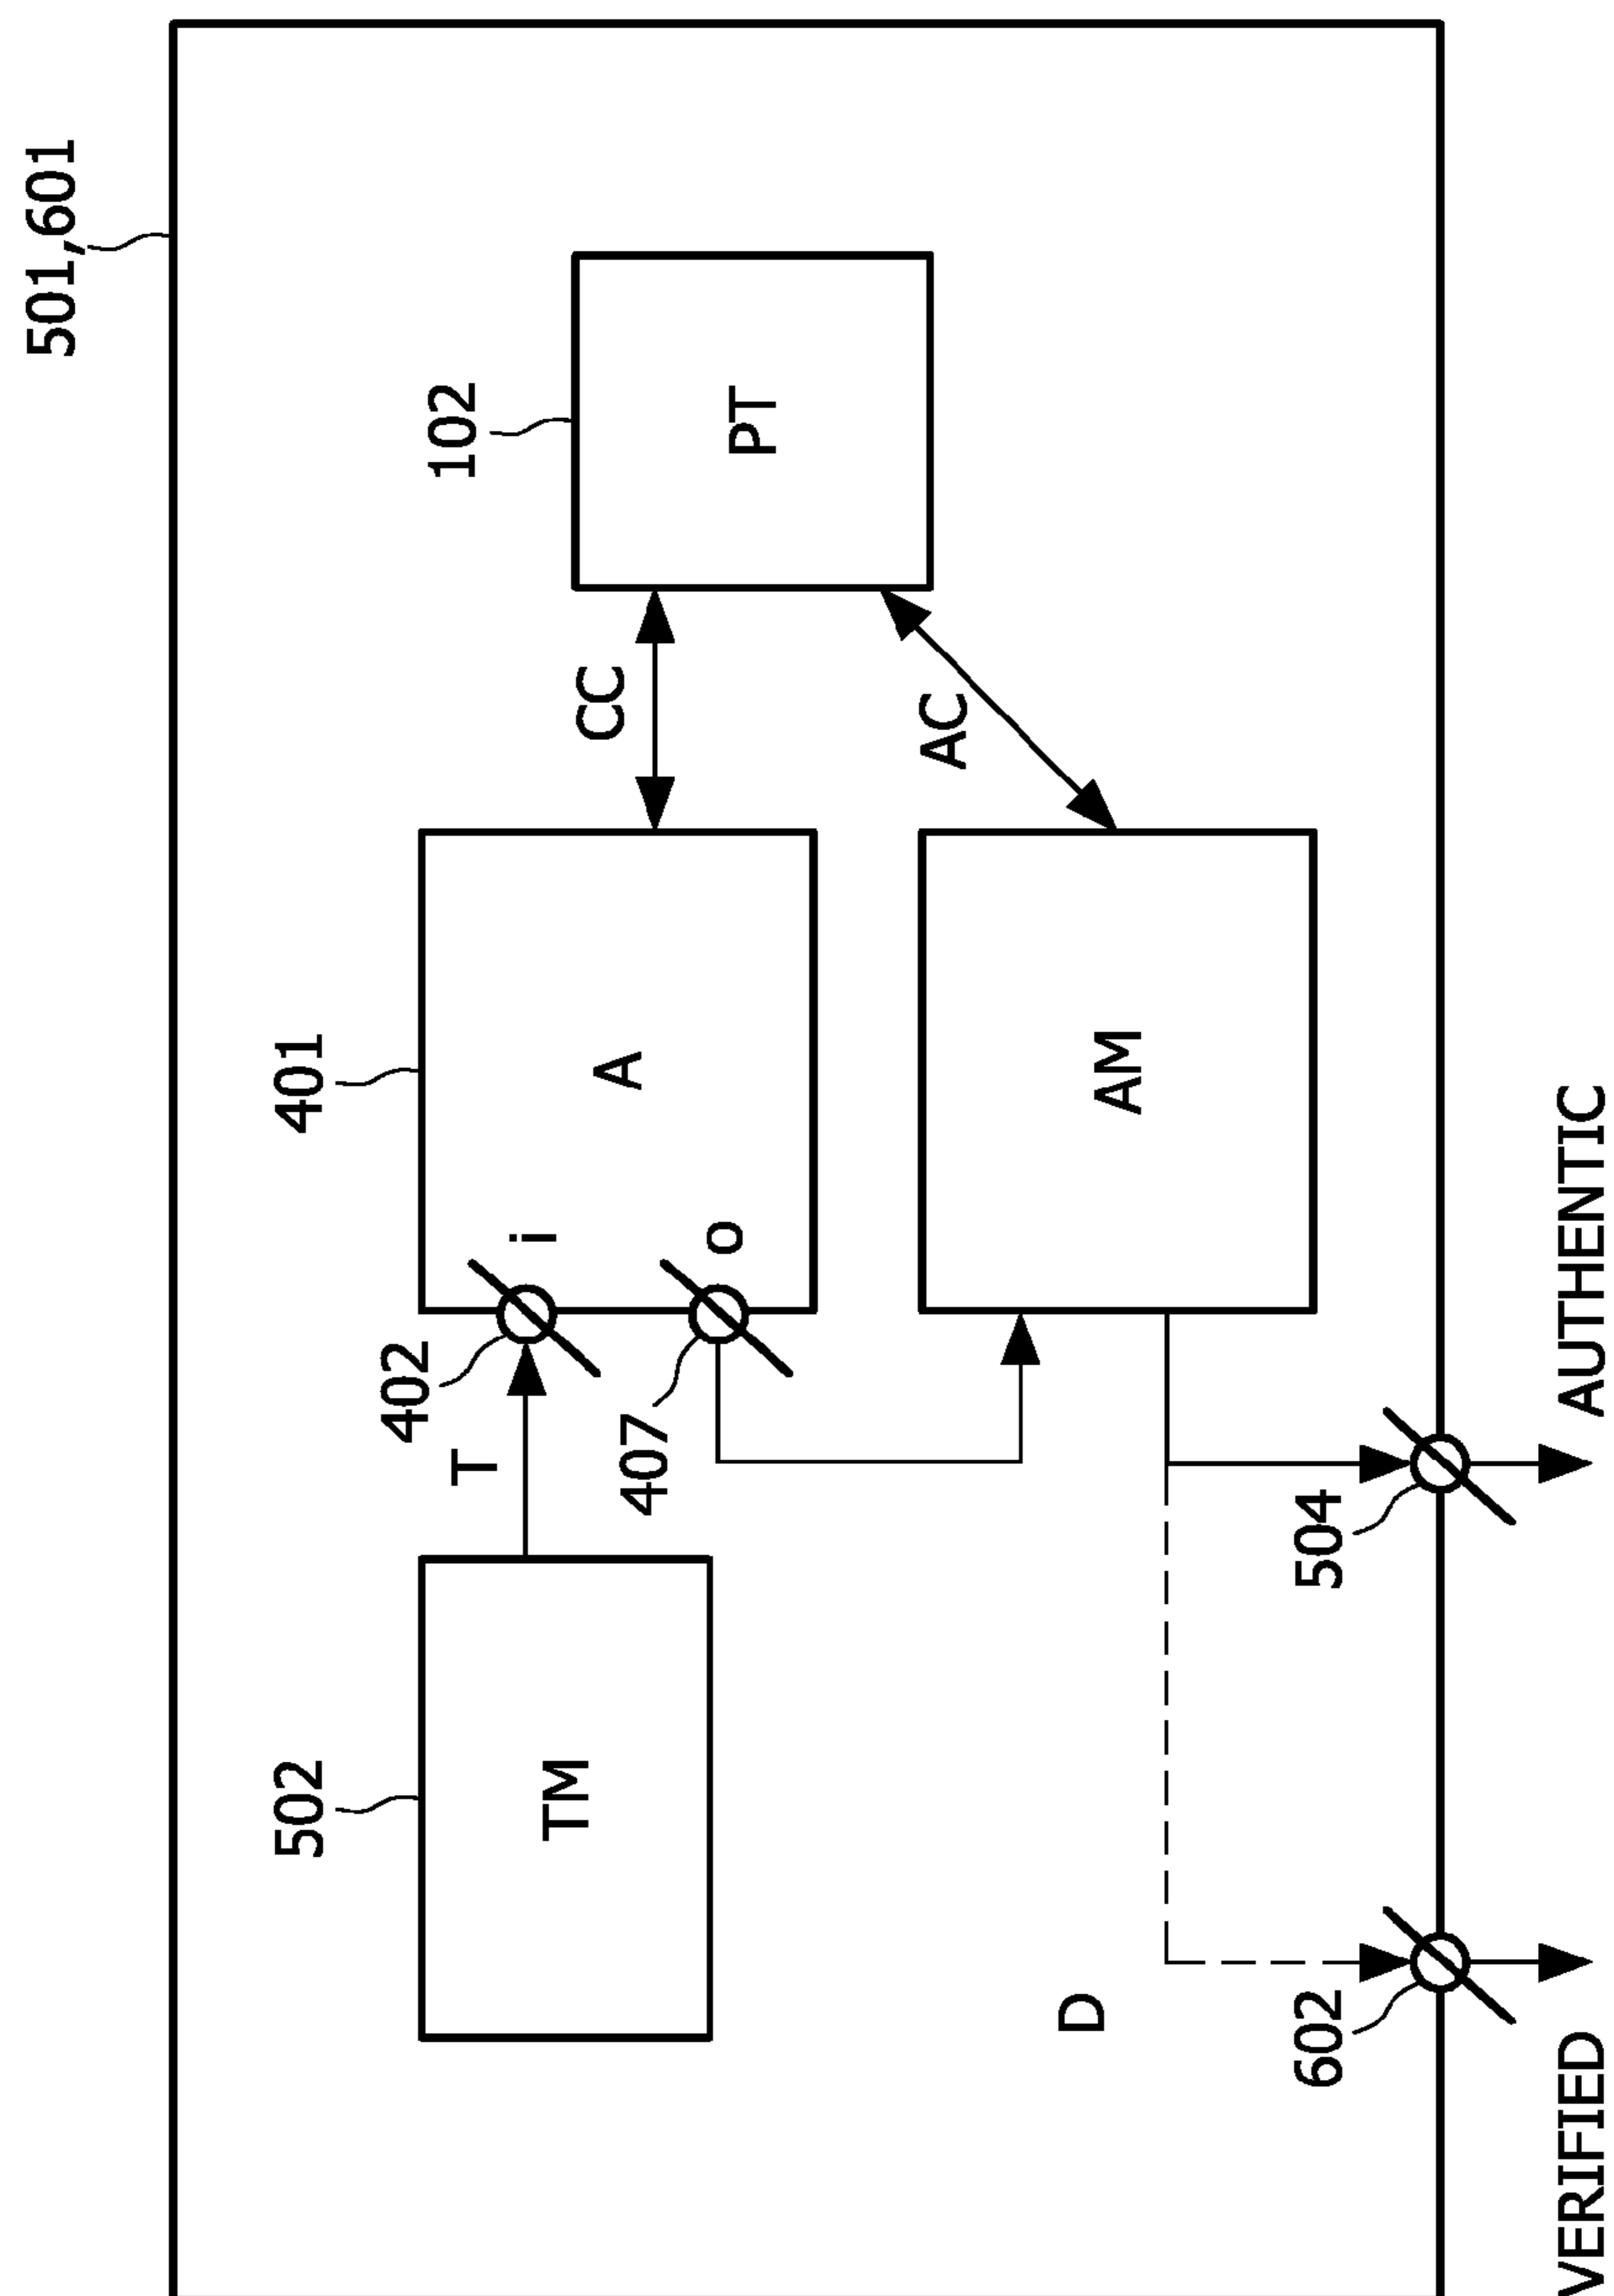 501,601
502
401
402
102
T
i
TM
CC
A
407
o
PT
AC
D
AM
602
504
VERIFIED
AUTHENTIC